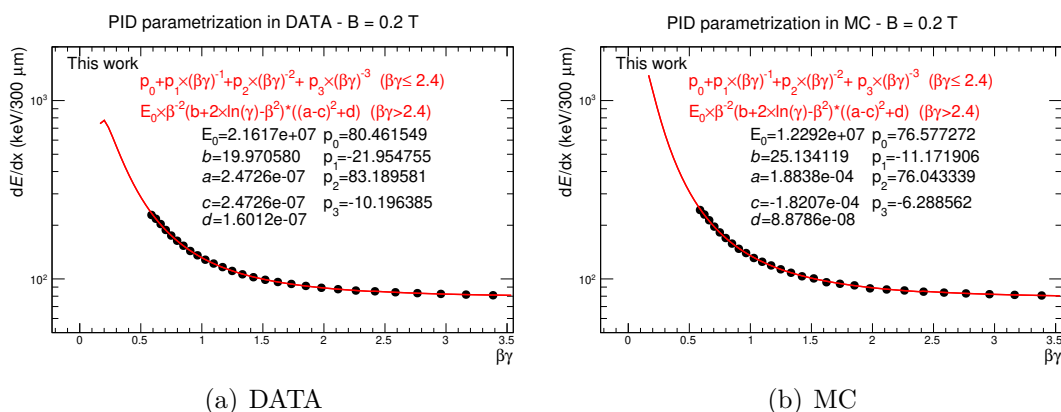 PID parametrization in DATA - B = 0.2 T
This work
p₀+p₁×(βγ)⁻¹+p₂×(βγ)⁻²+ p₃×(βγ)⁻³ (βγ≤ 2.4)
E₀×β⁻²(b+2×ln(γ)-β²)*((a-c)²+d) (βγ>2.4)
E₀=2.1617e+07 p₀=80.461549
b=19.970580 p₁=-21.954755
a=2.4726e-07 p₂=83.189581
c=2.4726e-07 p₃=-10.196385
d=1.6012e-07
dE/dx (keV/300 μm)
10³
10²
0 0.5 1 1.5 2 2.5 3 3.5
βγ
(a) DATA
PID parametrization in MC - B = 0.2 T
This work
p₀+p₁×(βγ)⁻¹+p₂×(βγ)⁻²+ p₃×(βγ)⁻³ (βγ≤ 2.4)
E₀×β⁻²(b+2×ln(γ)-β²)*((a-c)²+d) (βγ>2.4)
E₀=1.2292e+07 p₀=76.577272
b=25.134119 p₁=-11.171906
a=1.8838e-04 p₂=76.043339
c=-1.8207e-04 p₃=-6.288562
d=8.8786e-08
dE/dx (keV/300 μm)
10³
10²
0 0.5 1 1.5 2 2.5 3 3.5
βγ
(b) MC